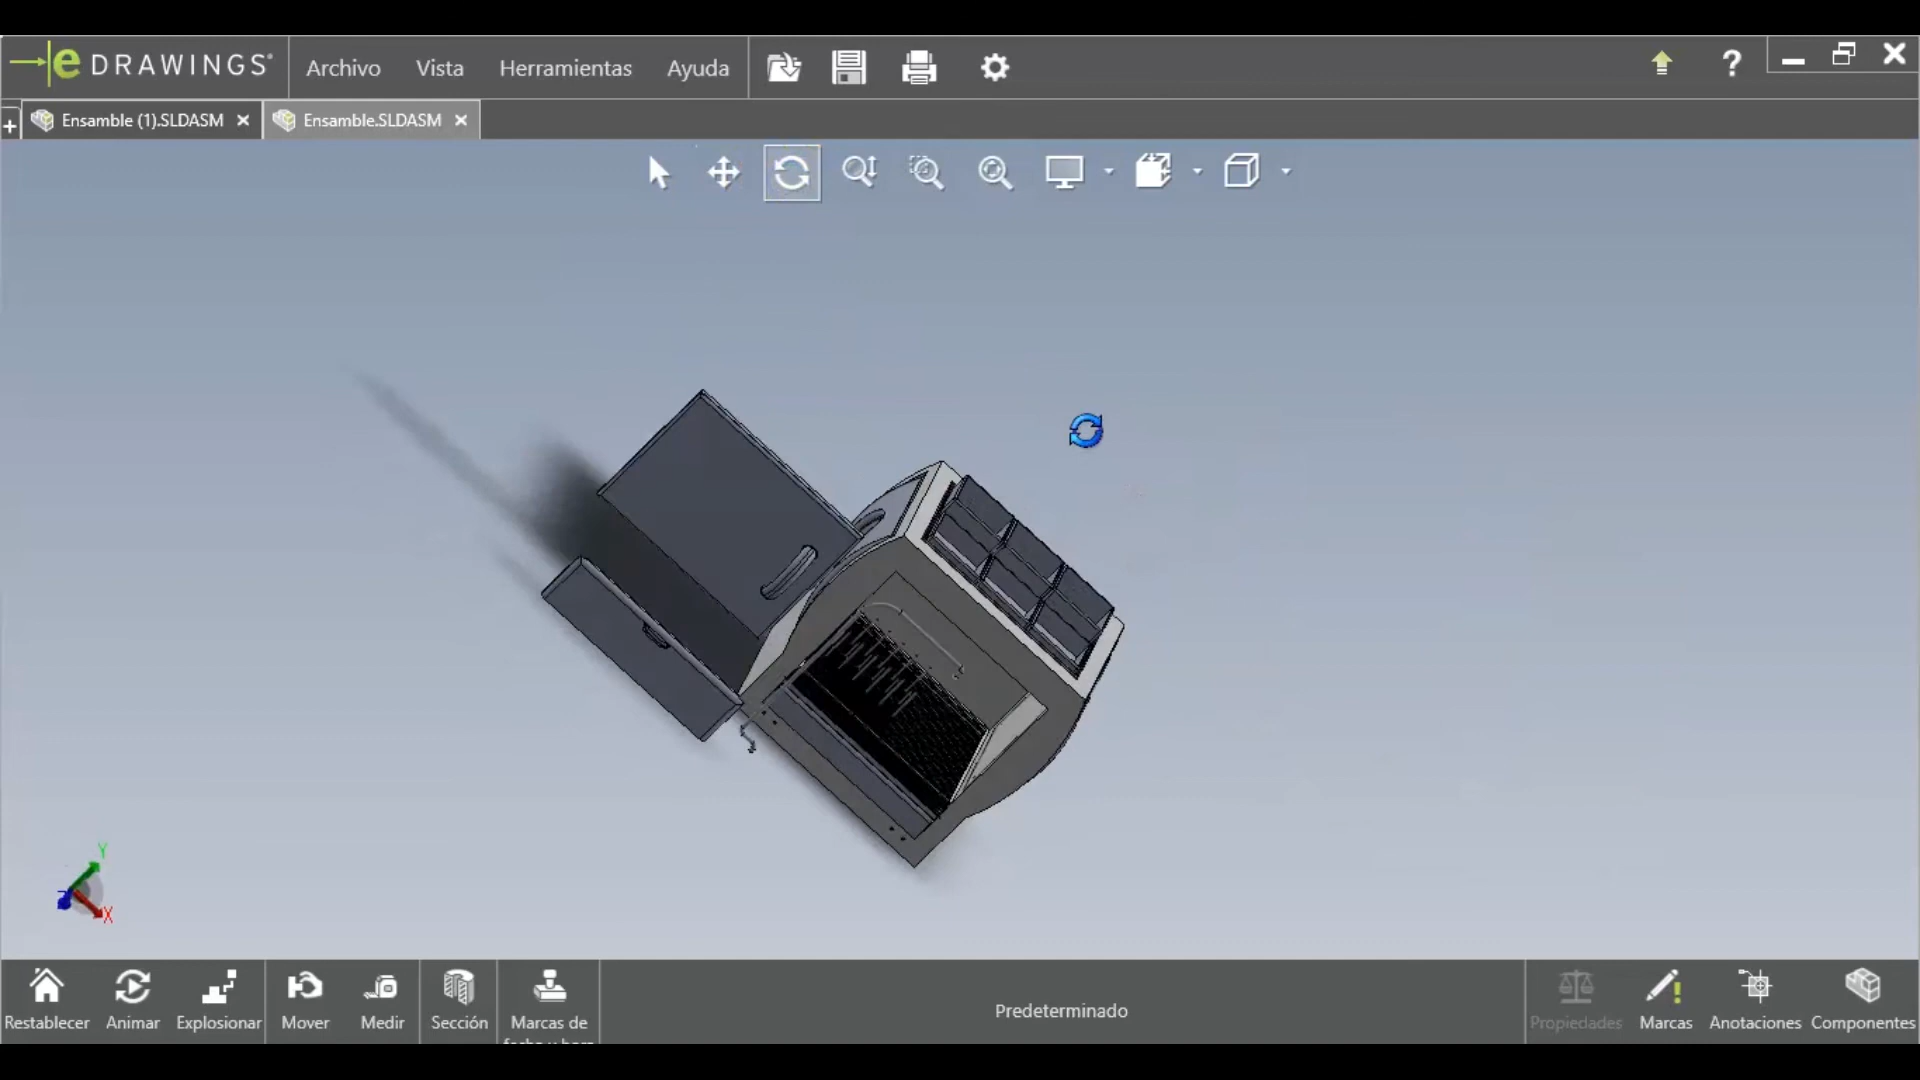 eDRAWINGS®
Archivo Vista Herramientas Ayuda
?
+ Ensamble (1).SLDASM × Ensamble.SLDASM ×
Y
Z
X
Restablecer Animar Explosionar Mover Medir Sección Marcas de
Predeterminado
Propiedades Marcas Anotaciones Componentes